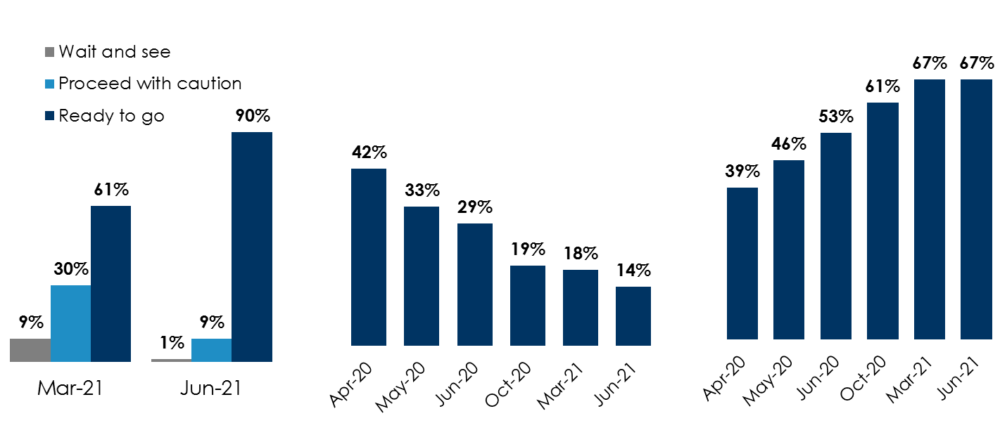 Wait and see
Proceed with caution
Ready to go
9%
30%
61%
1%
9%
90%
Mar-21
Jun-21
42%
33%
29%
19%
18%
14%
Apr-20
May-20
Jun-20
Oct-20
Mar-21
Jun-21
39%
46%
53%
61%
67%
67%
Apr-20
May-20
Jun-20
Oct-20
Mar-21
Jun-21